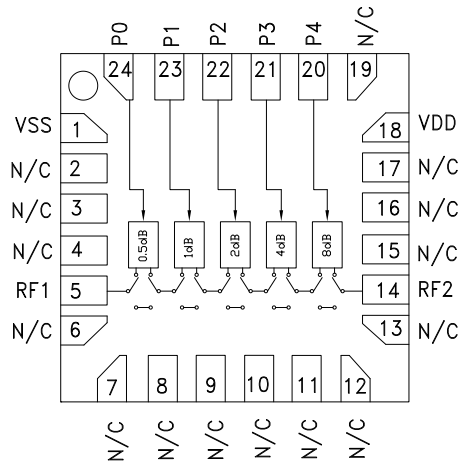 P0 P1 P2 P3 P4 N/C
24 23 22 21 20 19
VSS 1 18 VDD
N/C 2 17 N/C
N/C 3 16 N/C
N/C 4 15 N/C
0.5dB 1dB 2dB 4dB 8dB
RF1 5 14 RF2
N/C 6 13 N/C
7 8 9 10 11 12
N/C N/C N/C N/C N/C N/C